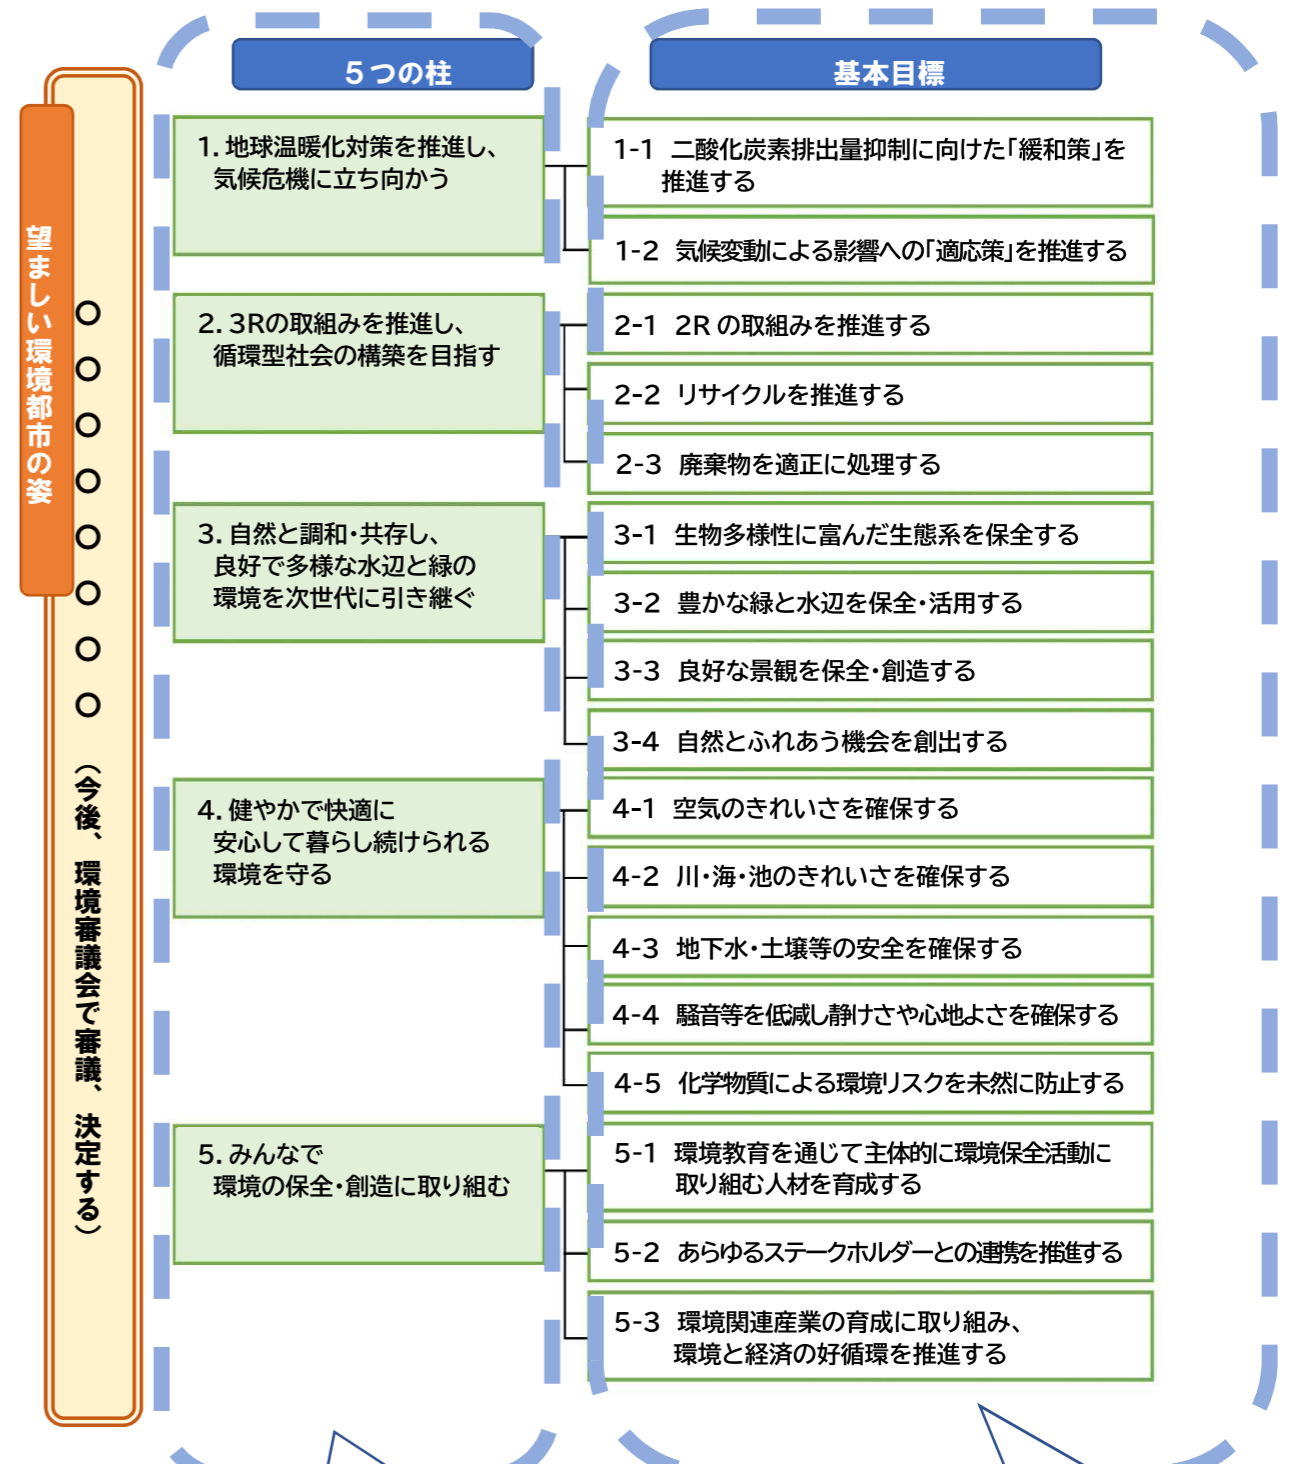 望ましい環境都市の姿
○○○○○○○○（今後、環境審議会で審議、決定する）
５つの柱
基本目標
1. 地球温暖化対策を推進し、
気候危機に立ち向かう
1-1 二酸化炭素排出量抑制に向けた「緩和策」を
推進する
1-2 気候変動による影響への「適応策」を推進する
2. 3Rの取組みを推進し、
循環型社会の構築を目指す
2-1 2R の取組みを推進する
2-2 リサイクルを推進する
2-3 廃棄物を適正に処理する
3. 自然と調和・共存し、
良好で多様な水辺と緑の
環境を次世代に引き継ぐ
3-1 生物多様性に富んだ生態系を保全する
3-2 豊かな緑と水辺を保全・活用する
3-3 良好な景観を保全・創造する
3-4 自然とふれあう機会を創出する
4. 健やかで快適に
安心して暮らし続けられる
環境を守る
4-1 空気のきれいさを確保する
4-2 川・海・池のきれいさを確保する
4-3 地下水・土壌等の安全を確保する
4-4 騒音等を低減し静けさや心地よさを確保する
4-5 化学物質による環境リスクを未然に防止する
5. みんなで
環境の保全・創造に取り組む
5-1 環境教育を通じて主体的に環境保全活動に
取り組む人材を育成する
5-2 あらゆるステークホルダーとの連携を推進する
5-3 環境関連産業の育成に取り組み、
環境と経済の好循環を推進する